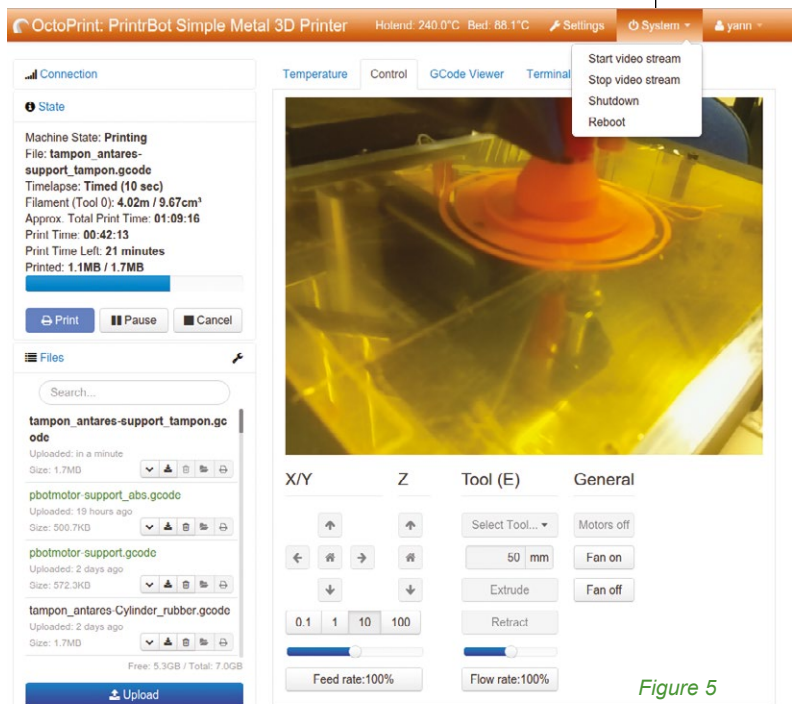 OctoPrint: PrintrBot Simple Metal 3D Printer
Hotend: 240.0°C Bed: 88.1°C
Settings
System
yann
Start video stream
Stop video stream
Shutdown
Reboot
Connection
State
Machine State: Printing
File: tampon_antares-
support_tampon.gcode
Timelapse: Timed (10 sec)
Filament (Tool 0): 4.02m / 9.67cm³
Approx. Total Print Time: 01:09:16
Print Time: 00:42:13
Print Time Left: 21 minutes
Printed: 1.1MB / 1.7MB
Print Pause Cancel
Files
Search...
tampon_antares-support_tampon.gc
ode
Uploaded: in a minute
Size: 1.7MB
pbotmotor-support_abs.gcode
Uploaded: 19 hours ago
Size: 500.7KB
pbotmotor-support.gcode
Uploaded: 2 days ago
Size: 572.3KB
tampon_antares-Cylinder_rubber.gcode
Uploaded: 2 days ago
Size: 1.7MB
Free: 5.3GB / Total: 7.0GB
Upload
Temperature Control GCode Viewer Terminal
X/Y Z Tool (E) General
Select Tool... Motors off
50 mm Fan on
Extrude Fan off
0.1 1 10 100 Retract
Feed rate:100% Flow rate:100%
Figure 5